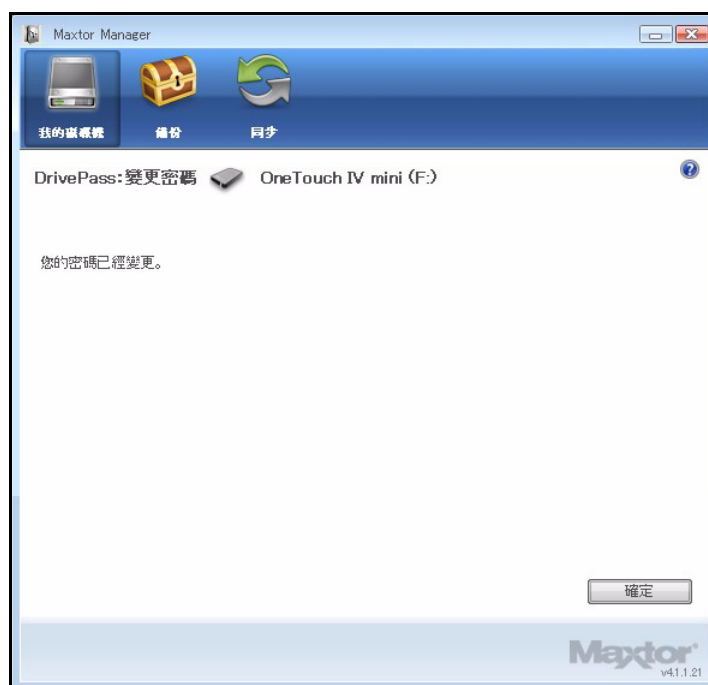 Maxtor Manager
我的磁碟機
備份
同步
DrivePass:變更密碼 OneTouch IV mini (F:)
您的密碼已經變更。
確定
Maxtor
v4.1.1.21